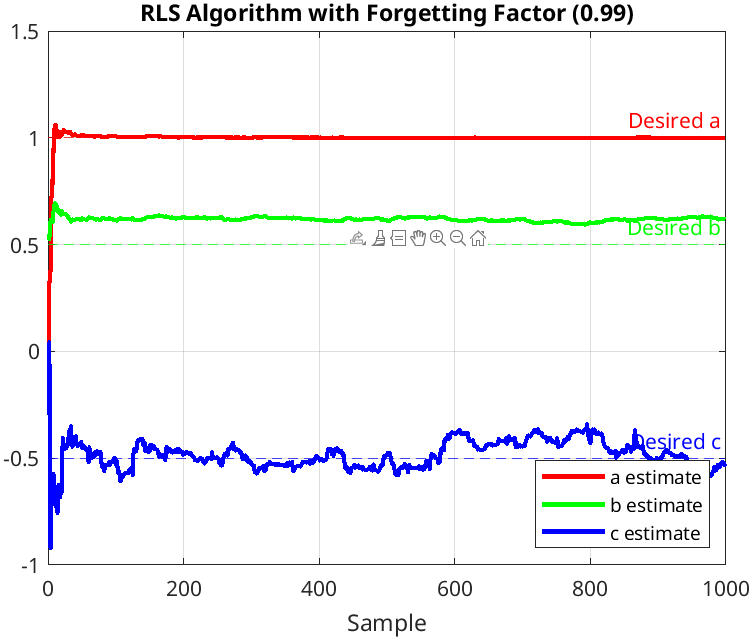 RLS Algorithm with Forgetting Factor (0.99)
1.5
Desired a
1
Desired b
0.5
0
Desired c
-0.5
a estimate
b estimate
c estimate
-1
0 200 400 600 800 1000
Sample